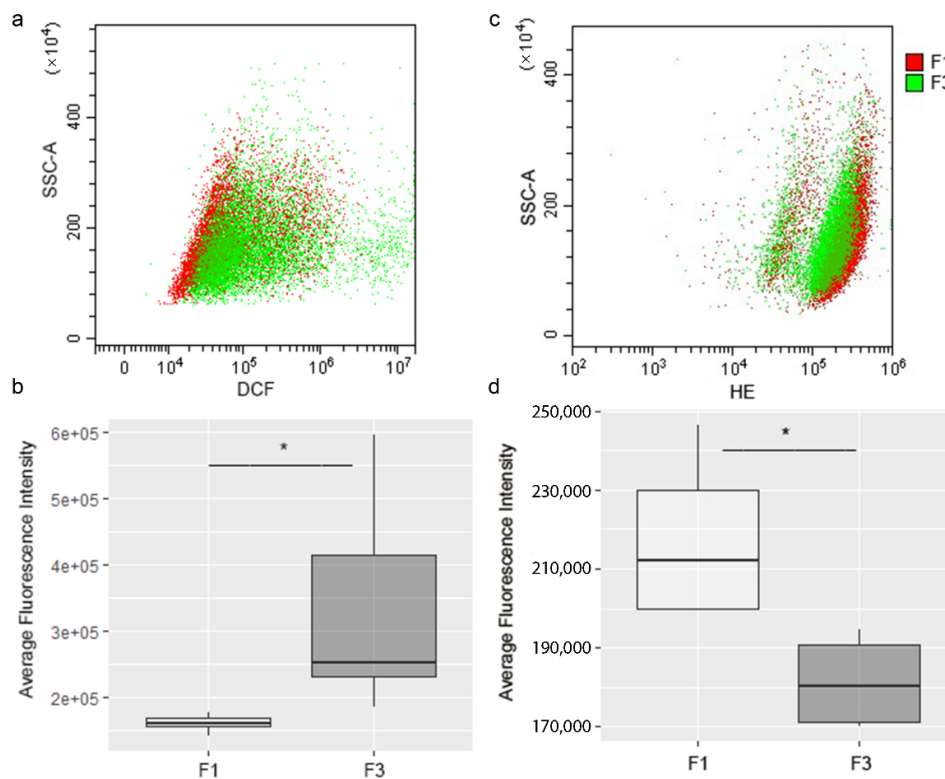 a
(×10⁴)
SSC-A
400
200
0
0 10⁴ 10⁵ 10⁶ 10⁷
DCF
c
(×10⁴)
SSC-A
400
200
0
10² 10³ 10⁴ 10⁵ 10⁶
HE
F1
F3
b
Average Fluorescence Intensity
6e+05
5e+05
4e+05
3e+05
2e+05
*
F1 F3
d
Average Fluorescence Intensity
250,000
230,000
210,000
190,000
170,000
*
F1 F3